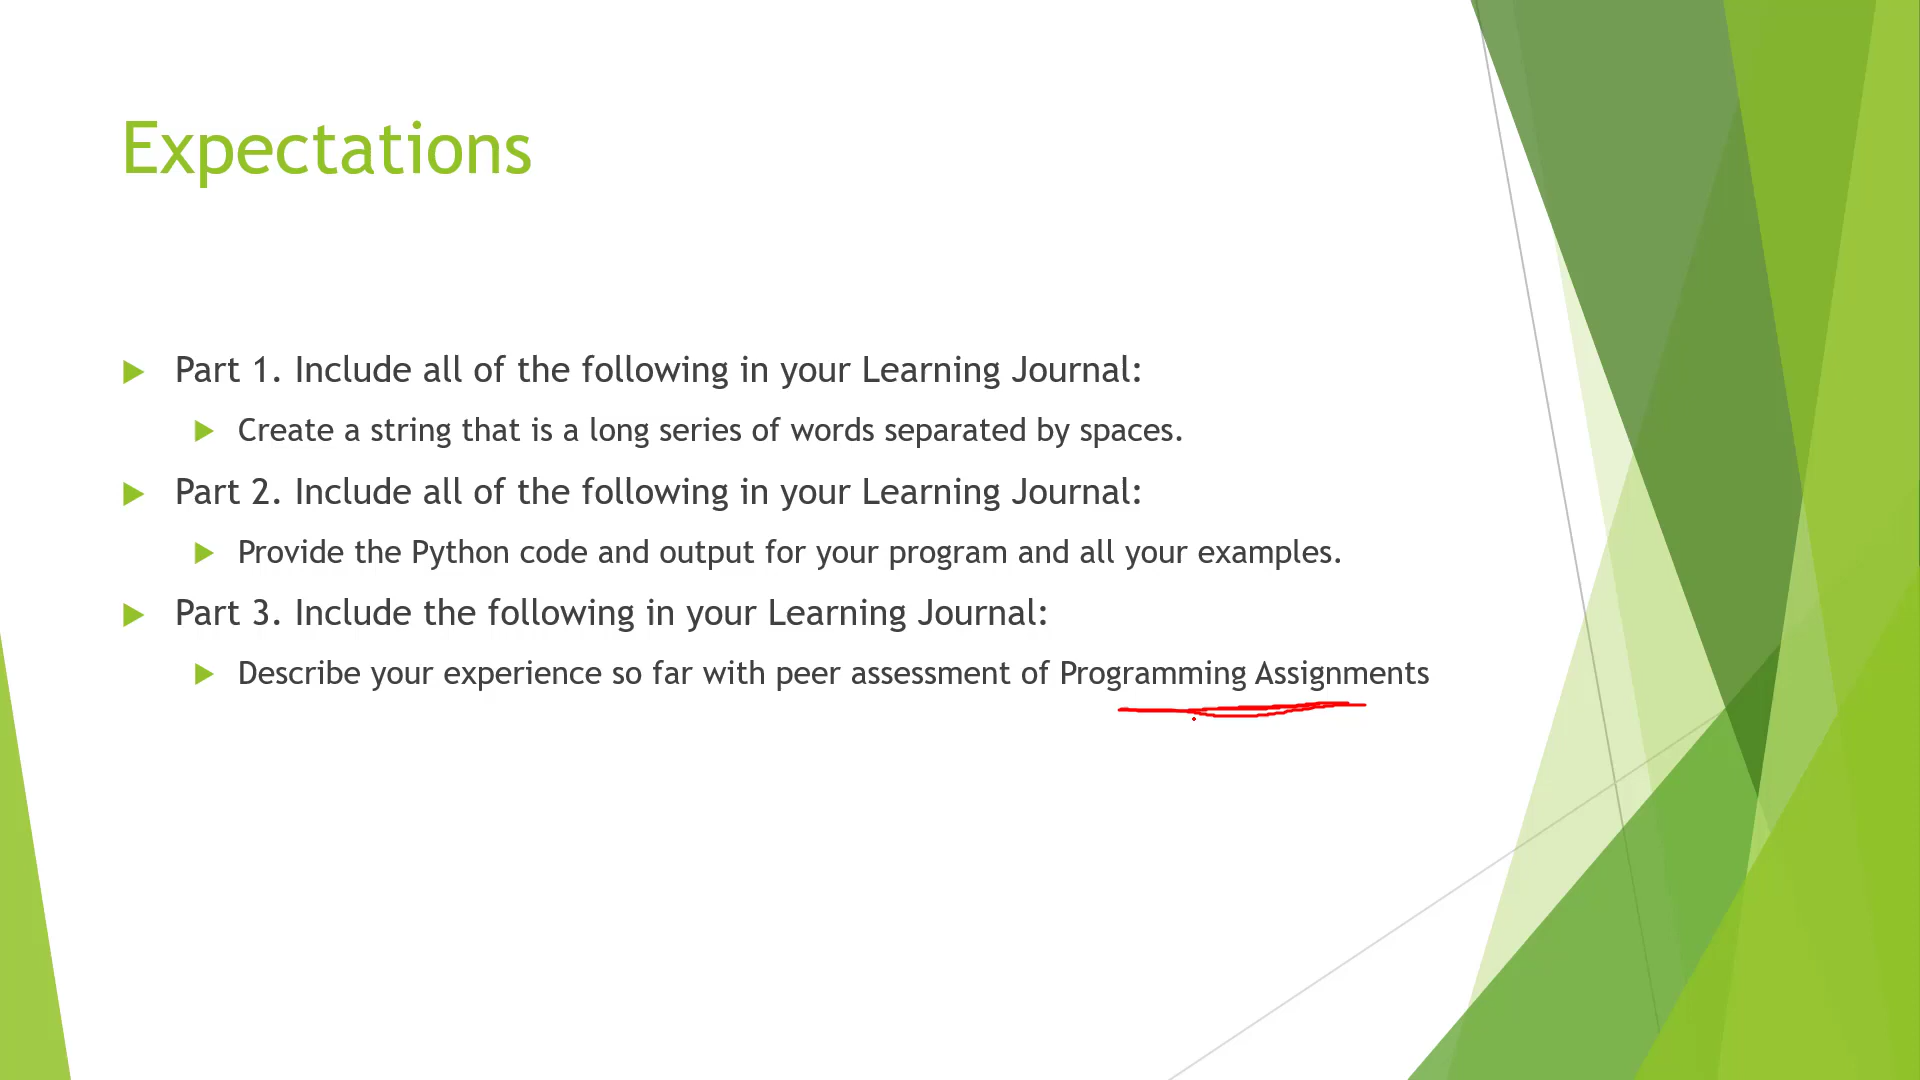 Expectations
Part 1. Include all of the following in your Learning Journal:
Create a string that is a long series of words separated by spaces.
Part 2. Include all of the following in your Learning Journal:
Provide the Python code and output for your program and all your examples.
Part 3. Include the following in your Learning Journal:
Describe your experience so far with peer assessment of Programming Assignments